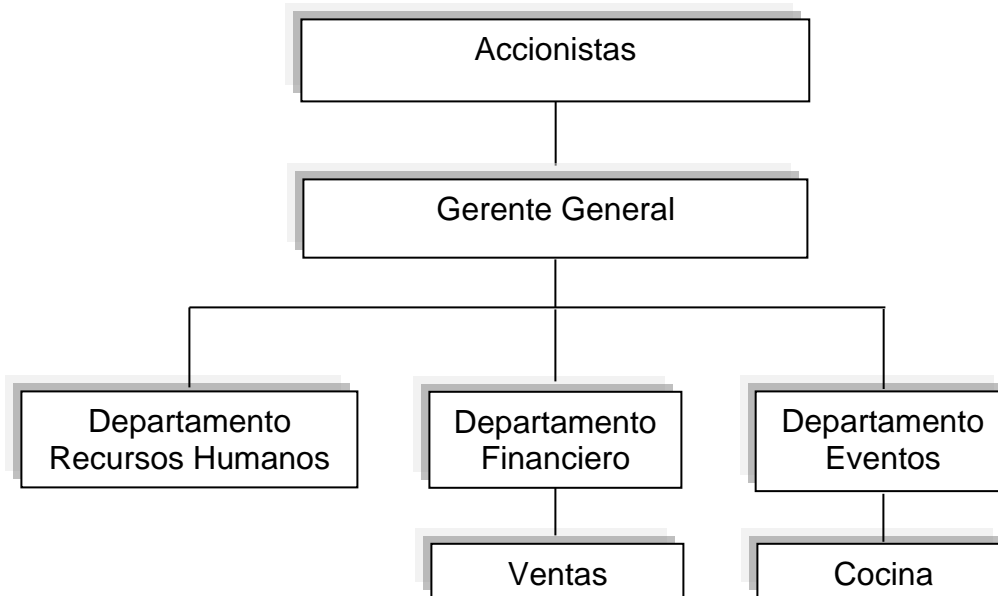 Accionistas
Gerente General
Departamento
Recursos Humanos
Departamento
Financiero
Departamento
Eventos
Ventas
Cocina